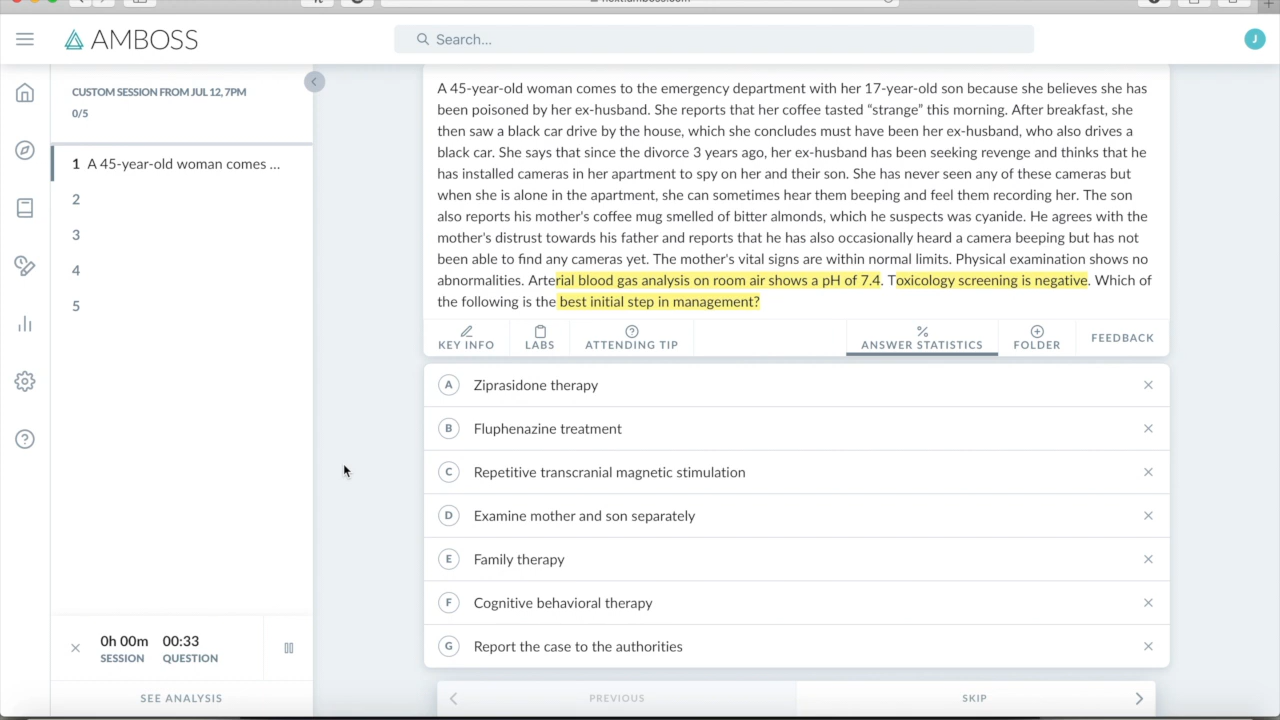 AMBOSS
Search...
J
CUSTOM SESSION FROM JUL 12, 7PM
0/5
1 A 45-year-old woman comes ...
2
3
4
5
0h 00m 00:33
SESSION QUESTION
SEE ANALYSIS
A 45-year-old woman comes to the emergency department with her 17-year-old son because she believes she has
been poisoned by her ex-husband. She reports that her coffee tasted “strange” this morning. After breakfast, she
then saw a black car drive by the house, which she concludes must have been her ex-husband, who also drives a
black car. She says that since the divorce 3 years ago, her ex-husband has been seeking revenge and thinks that he
has installed cameras in her apartment to spy on her and their son. She has never seen any of these cameras but
when she is alone in the apartment, she can sometimes hear them beeping and feel them recording her. The son
also reports his mother's coffee mug smelled of bitter almonds, which he suspects was cyanide. He agrees with the
mother's distrust towards his father and reports that he has also occasionally heard a camera beeping but has not
been able to find any cameras yet. The mother's vital signs are within normal limits. Physical examination shows no
abnormalities. Arterial blood gas analysis on room air shows a pH of 7.4. Toxicology screening is negative. Which of
the following is the best initial step in management?
KEY INFO LABS ATTENDING TIP ANSWER STATISTICS FOLDER FEEDBACK
A Ziprasidone therapy
B Fluphenazine treatment
C Repetitive transcranial magnetic stimulation
D Examine mother and son separately
E Family therapy
F Cognitive behavioral therapy
G Report the case to the authorities
PREVIOUS SKIP